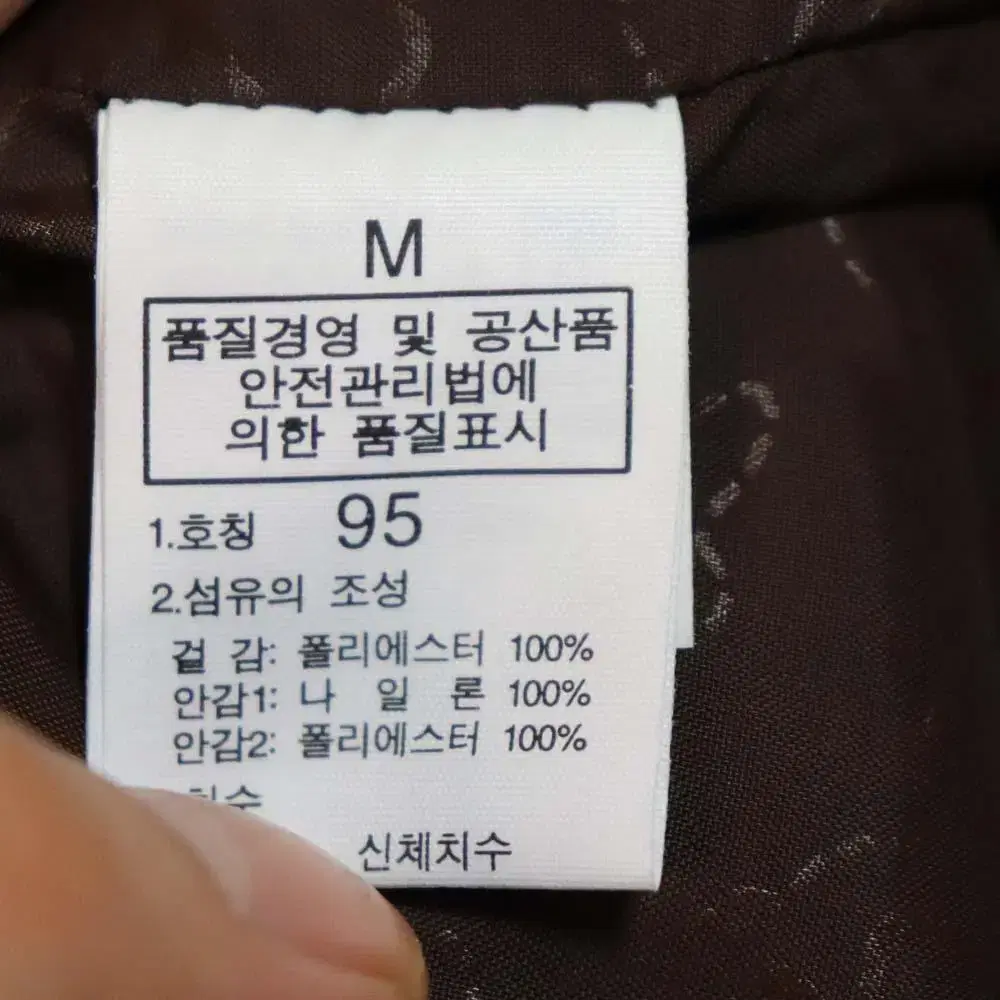 M
품질경영 및 공산품
안전관리법에
의한 품질표시
1.호칭 95
2.섬유의 조성
겉 감: 폴리에스터 100%
안감1: 나 일 론 100%
안감2: 폴리에스터 100%
신체치수